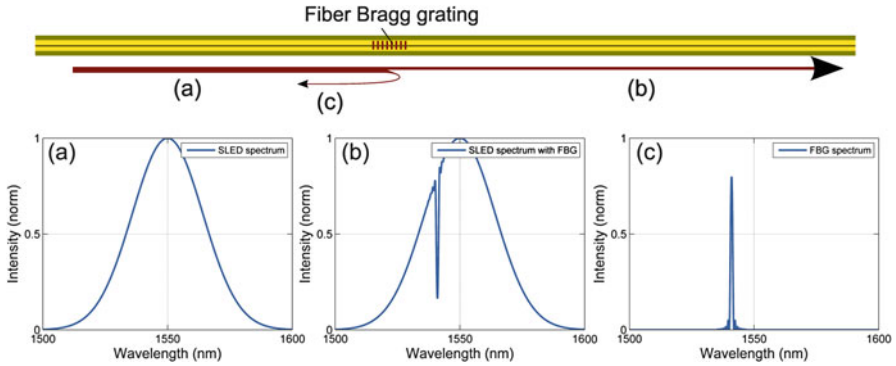 Fiber Bragg grating
(a)
(c)
(b)
(a)
SLED spectrum
Intensity (norm)
1
0.5
0
1500
1550
1600
Wavelength (nm)
(b)
SLED spectrum with FBG
Intensity (norm)
1
0.5
0
1500
1550
1600
Wavelength (nm)
(c)
FBG spectrum
Intensity (norm)
1
0.5
0
1500
1550
1600
Wavelength (nm)